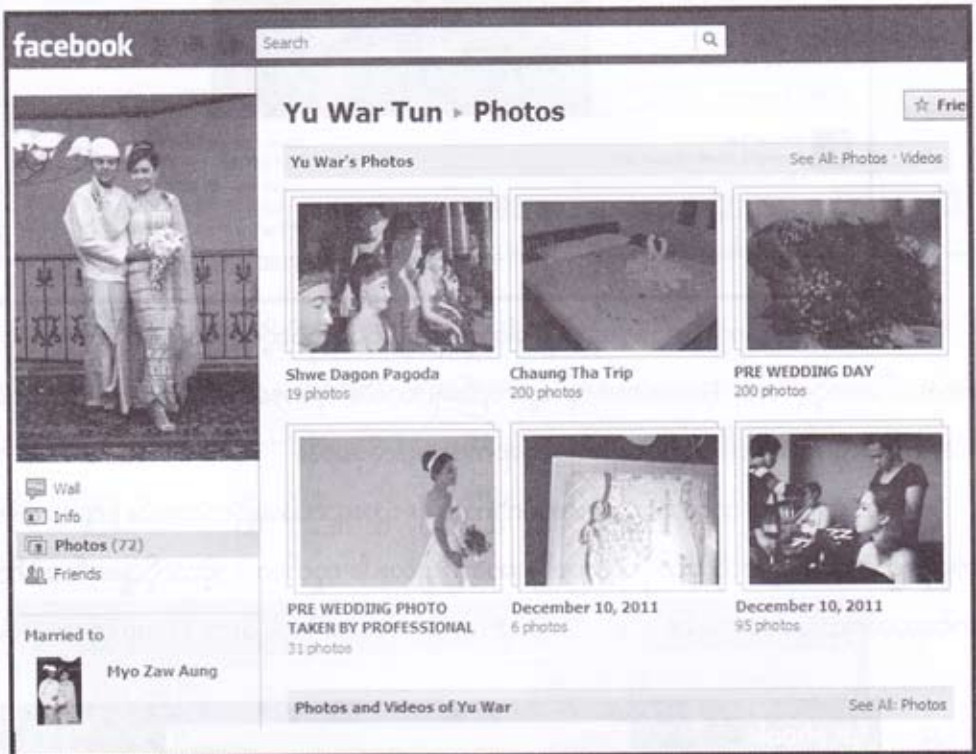 facebook
Search
Yu War Tun ▸ Photos
☆ Frie
Yu War's Photos
See All: Photos · Videos
Shwe Dagon Pagoda
19 photos
Chaung Tha Trip
200 photos
PRE WEDDING DAY
200 photos
PRE WEDDING PHOTO
TAKEN BY PROFESSIONAL
31 photos
December 10, 2011
6 photos
December 10, 2011
95 photos
Wall
Info
Photos (72)
Friends
Married to
Myo Zaw Aung
Photos and Videos of Yu War
See All: Photos